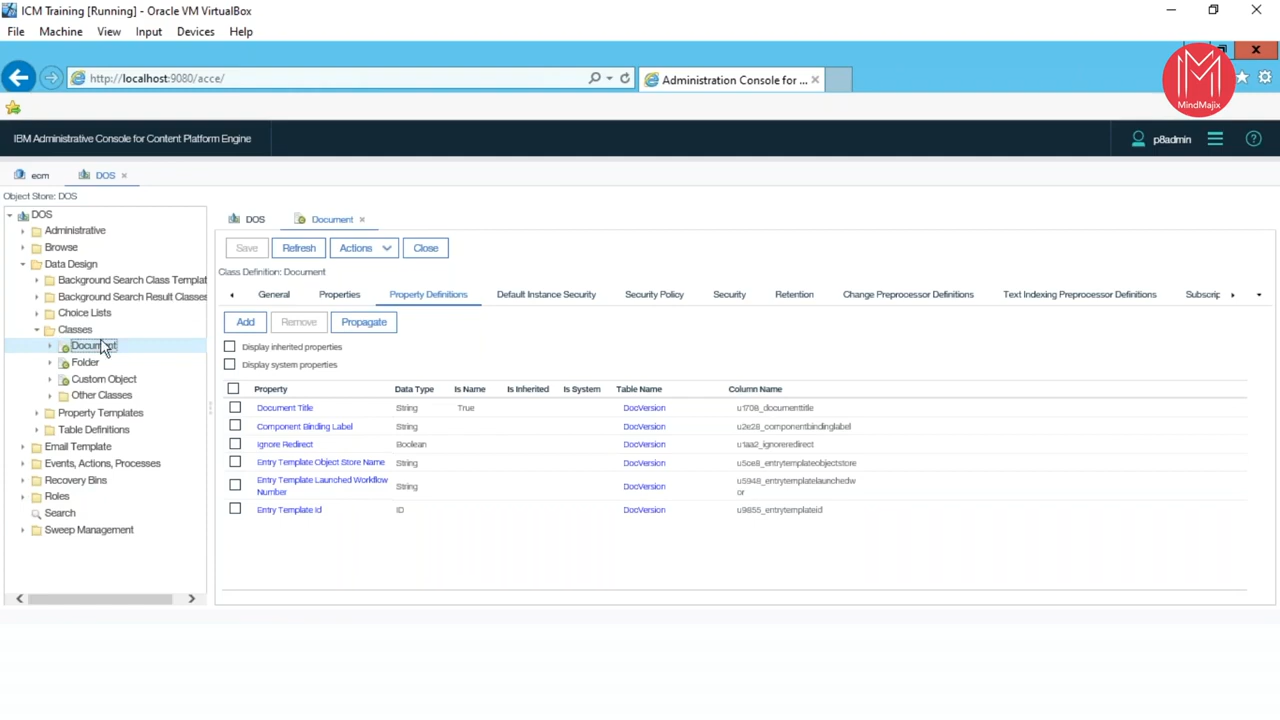 ICM Training [Running] - Oracle VM VirtualBox
File Machine View Input Devices Help
http://localhost:9080/acce/
Administration Console for ...
MindMajix
IBM Administrative Console for Content Platform Engine
p8admin
ecm DOS
Object Store: DOS
DOS
Administrative
Browse
Data Design
Background Search Class Templat
Background Search Result Classes
Choice Lists
Classes
Document
Folder
Custom Object
Other Classes
Property Templates
Table Definitions
Email Template
Events, Actions, Processes
Recovery Bins
Roles
Search
Sweep Management
DOS Document
Save Refresh Actions Close
Class Definition: Document
General Properties Property Definitions Default Instance Security Security Policy Security Retention Change Preprocessor Definitions Text Indexing Preprocessor Definitions Subscrip
Add Remove Propagate
Display inherited properties
Display system properties
Property Data Type Is Name Is Inherited Is System Table Name Column Name
Document Title String True DocVersion u1708_documenttitle
Component Binding Label String DocVersion u2e28_componentbindinglabel
Ignore Redirect Boolean DocVersion u1aa2_ignoreredirect
Entry Template Object Store Name String DocVersion u5ce8_entrytemplateobjectstore
Entry Template Launched Workflow String DocVersion u5948_entrytemplatelaunchedw
Number or
Entry Template Id ID DocVersion u9855_entrytemplateid